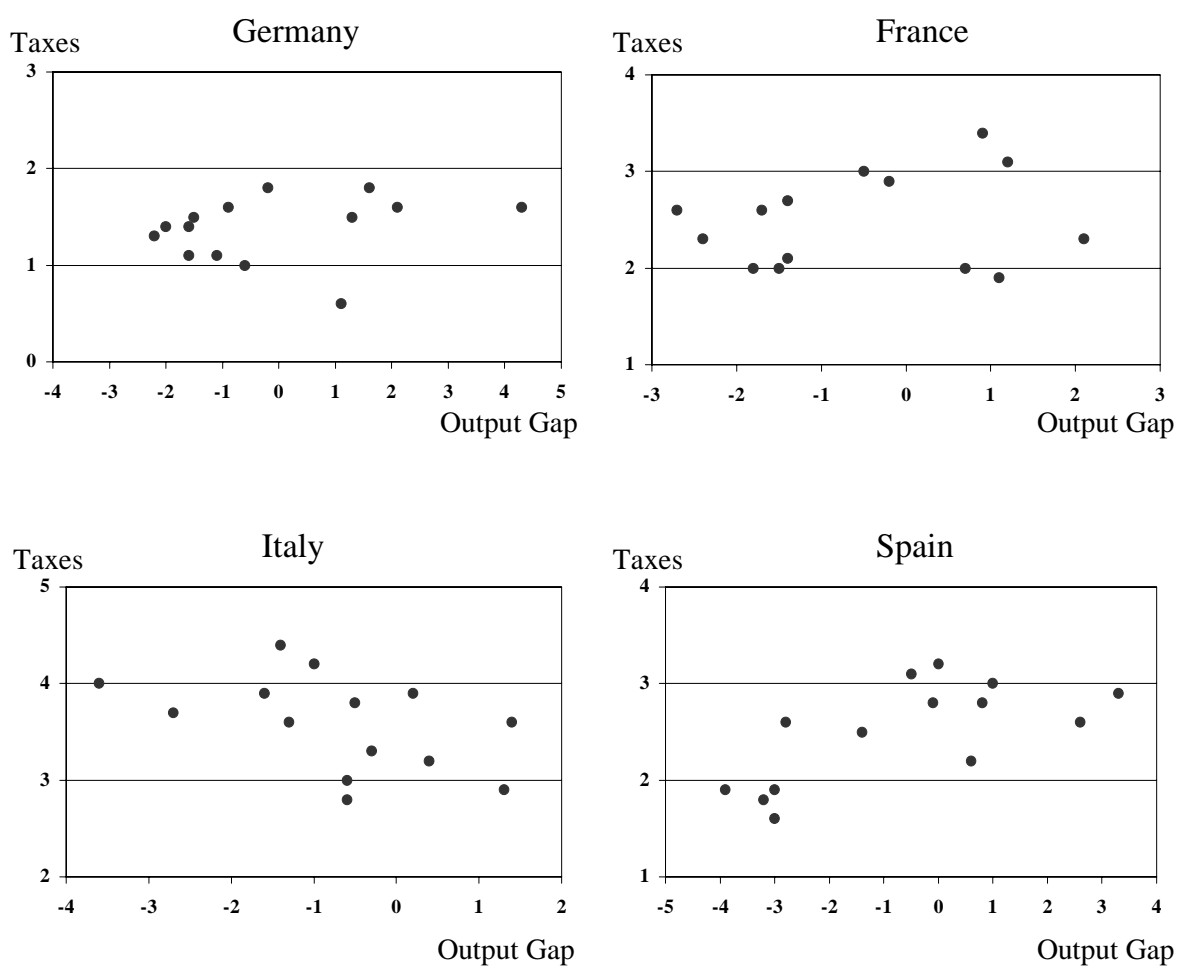 Germany
Taxes
3
2
1
0
-4 -3 -2 -1 0 1 2 3 4 5
Output Gap
France
Taxes
4
3
2
1
-3 -2 -1 0 1 2 3
Output Gap
Italy
Taxes
5
4
3
2
-4 -3 -2 -1 0 1 2
Output Gap
Spain
Taxes
4
3
2
1
-5 -4 -3 -2 -1 0 1 2 3 4
Output Gap